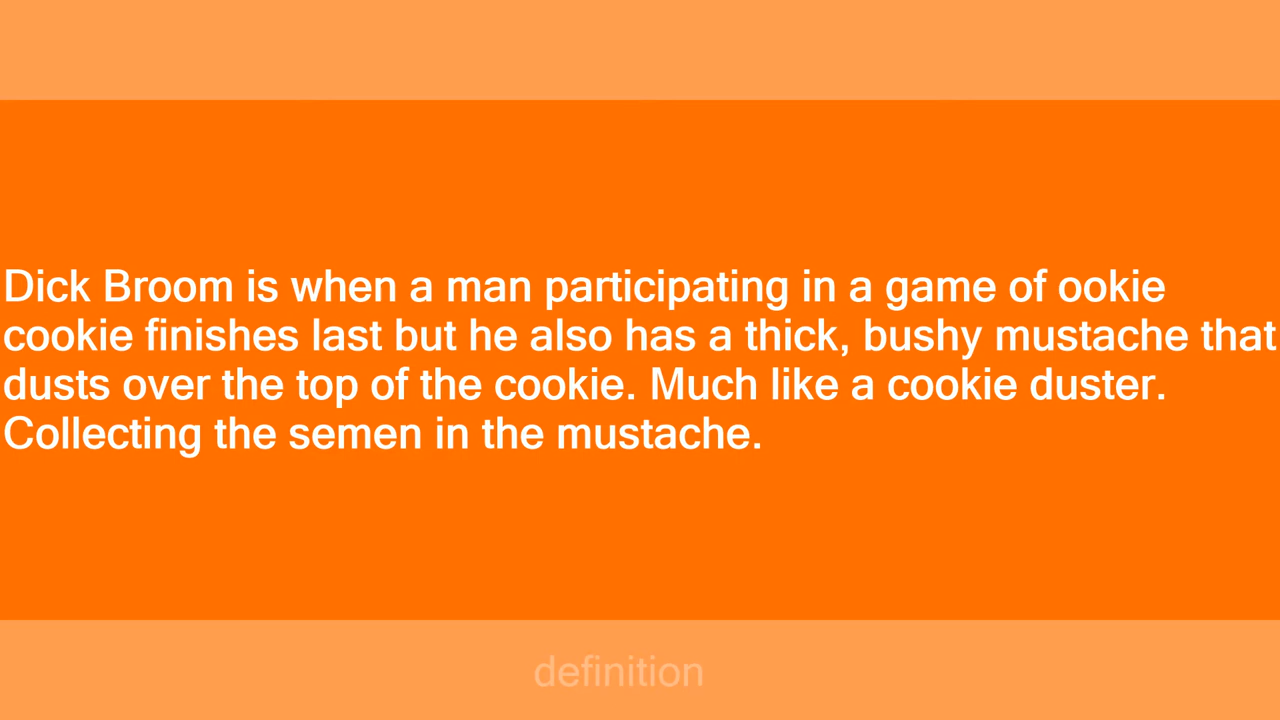 Dick Broom is when a man participating in a game of ookie
cookie finishes last but he also has a thick, bushy mustache that
dusts over the top of the cookie. Much like a cookie duster.
Collecting the semen in the mustache.
definition